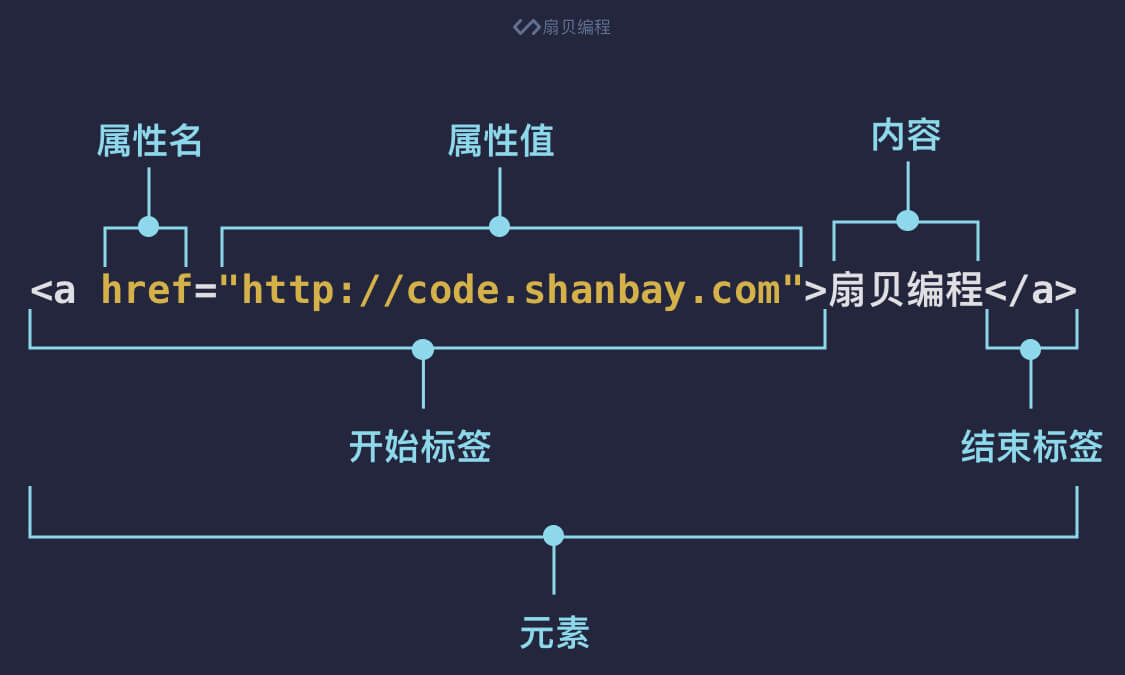 扇贝编程
属性名
属性值
内容
<a href="http://code.shanbay.com">扇贝编程</a>
开始标签
结束标签
元素